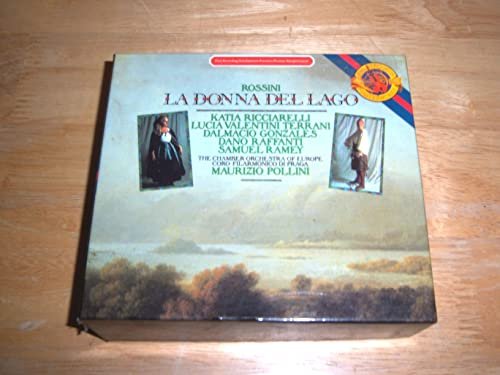 ROSSINI
LA DONNA DEL LAGO
KATIA RICCIARELLI
LUCIA VALENTINI TERRANI
DALMACIO GONZALES
DANO RAFFANTI
SAMUEL RAMEY
THE CHAMBER ORCHESTRA OF EUROPE
CORO FILARMONICO DI PRAGA
MAURIZIO POLLINI